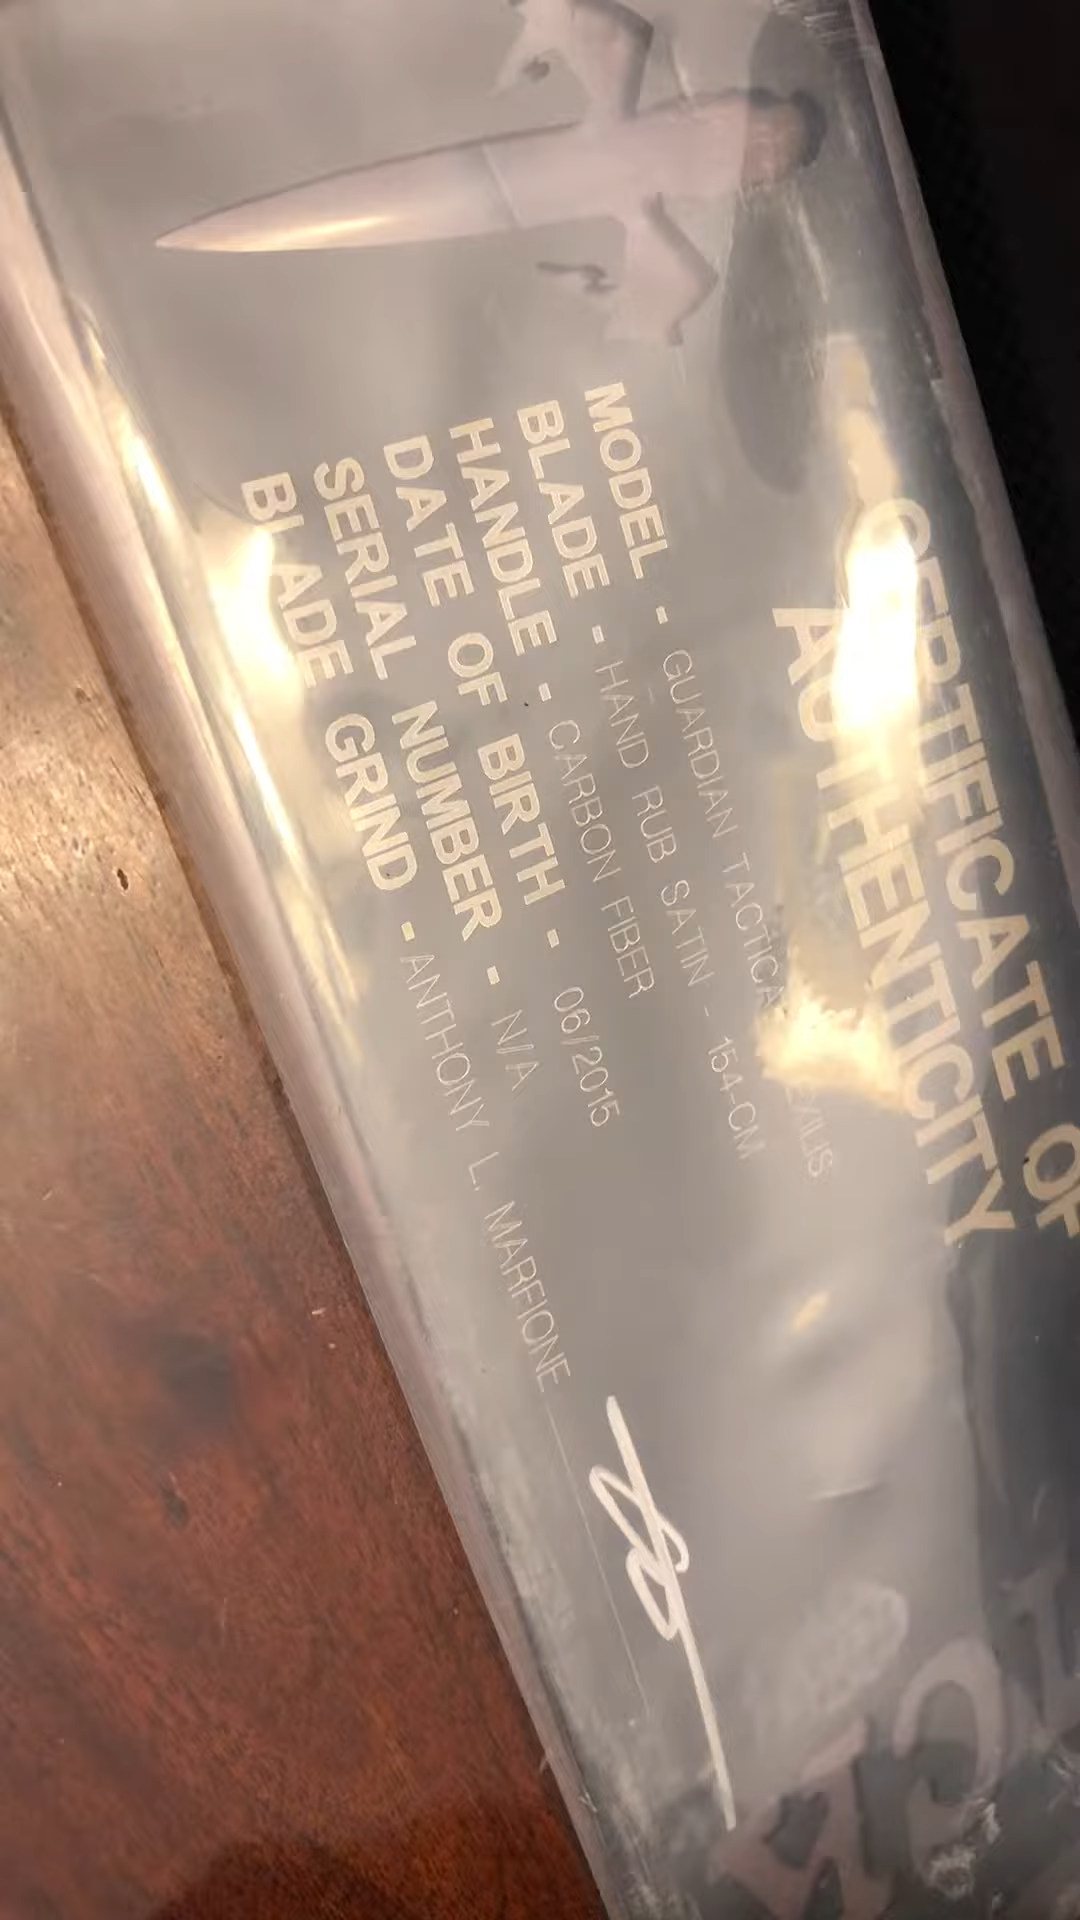 CERTIFICATE OF
AUTHENTICITY
MODEL - GUARDIAN TACTICAL
BLADE - HAND RUB SATIN - 154-CM
HANDLE - CARBON FIBER
DATE OF BIRTH - 06/2015
SERIAL NUMBER - N/A
BLADE GRIND - ANTHONY L. MARFIONE